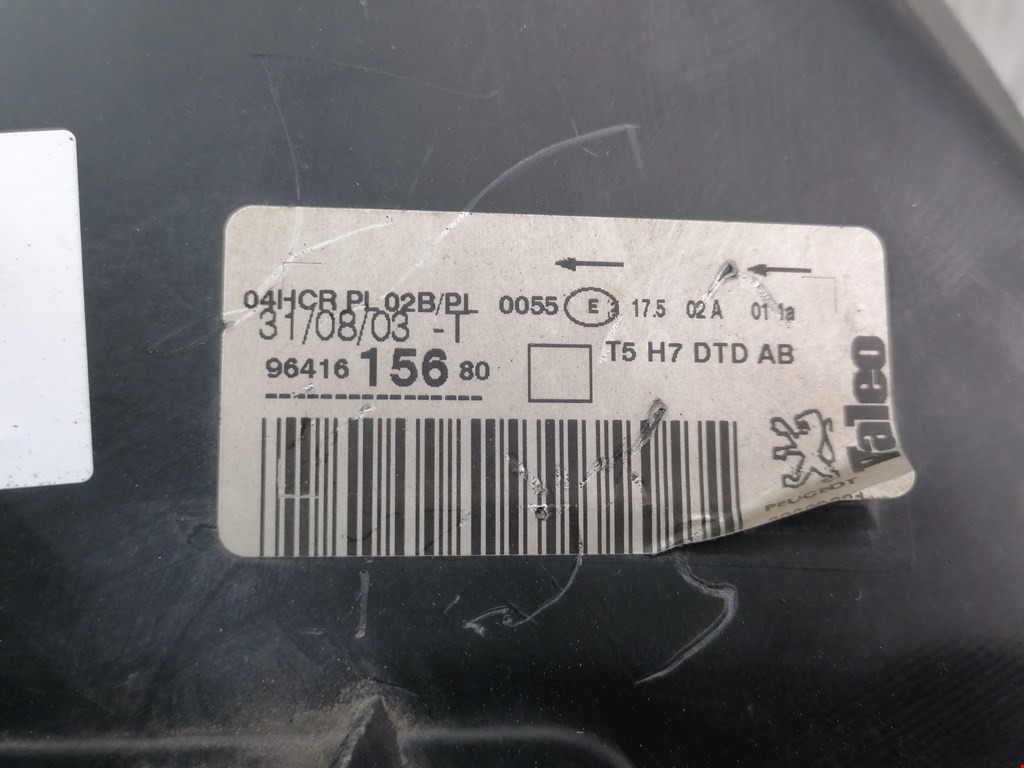 04HCR PL 02B/PL 0055 E 17.5 02 A 01 1a
31/08/03 -T
96416 156 80
T5 H7 DTD AB
Valeo
PEUGEOT